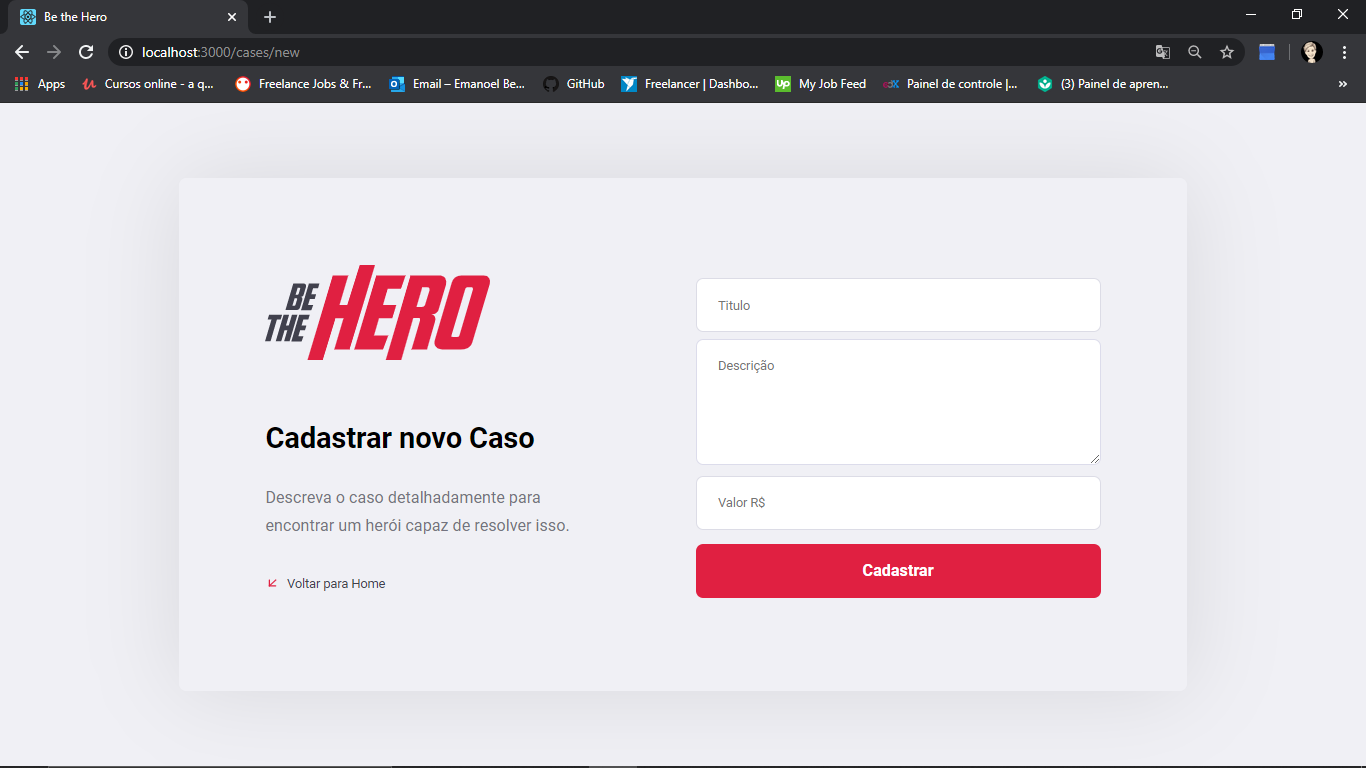 Be the Hero
localhost:3000/cases/new
Apps
Cursos online - a q...
Freelance Jobs & Fr...
Email – Emanoel Be...
GitHub
Freelancer | Dashbo...
up
My Job Feed
Painel de controle |...
(3) Painel de apren...
»
BE
THE
HERO
Cadastrar novo Caso
Descreva o caso detalhadamente para
encontrar um herói capaz de resolver isso.
Voltar para Home
Titulo
Descrição
Valor R$
Cadastrar